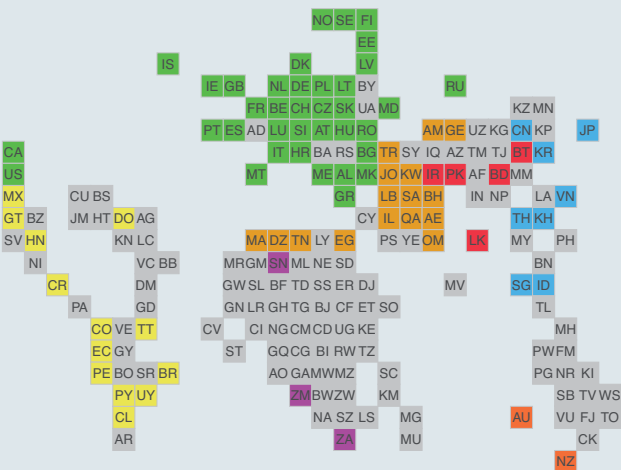 NO SE FI
EE
IS DK LV
IE GB NL DE PL LT BY RU
FR BE CH CZ SK UA MD KZ MN
PT ES AD LU SI AT HU RO AM GE UZ KG CN KP JP
CA IT HR BA RS BG TR SY IQ AZ TM TJ BT KR
US MT ME AL MK JO KW IR PK AF BD MM
MX CU BS GR LB SA BH IN NP LA VN
GT BZ JM HT DO AG CY IL QA AE TH KH
SV HN KN LC MA DZ TN LY EG PS YE OM LK MY PH
NI VC BB MR GM SN ML NE SD BN
CR DM GW SL BF TD SS ER DJ MV SG ID
PA GD GN LR GH TG BJ CF ET SO TL
CO VE TT CV CI NG CM CD UG KE MH
EC GY ST GQ CG BI RW TZ PW FM
PE BO SR BR AO GA MW MZ SC PG NR KI
PY UY ZM BW ZW KM SB TV WS
CL NA SZ LS MG AU VU FJ TO
AR ZA MU CK
NZ